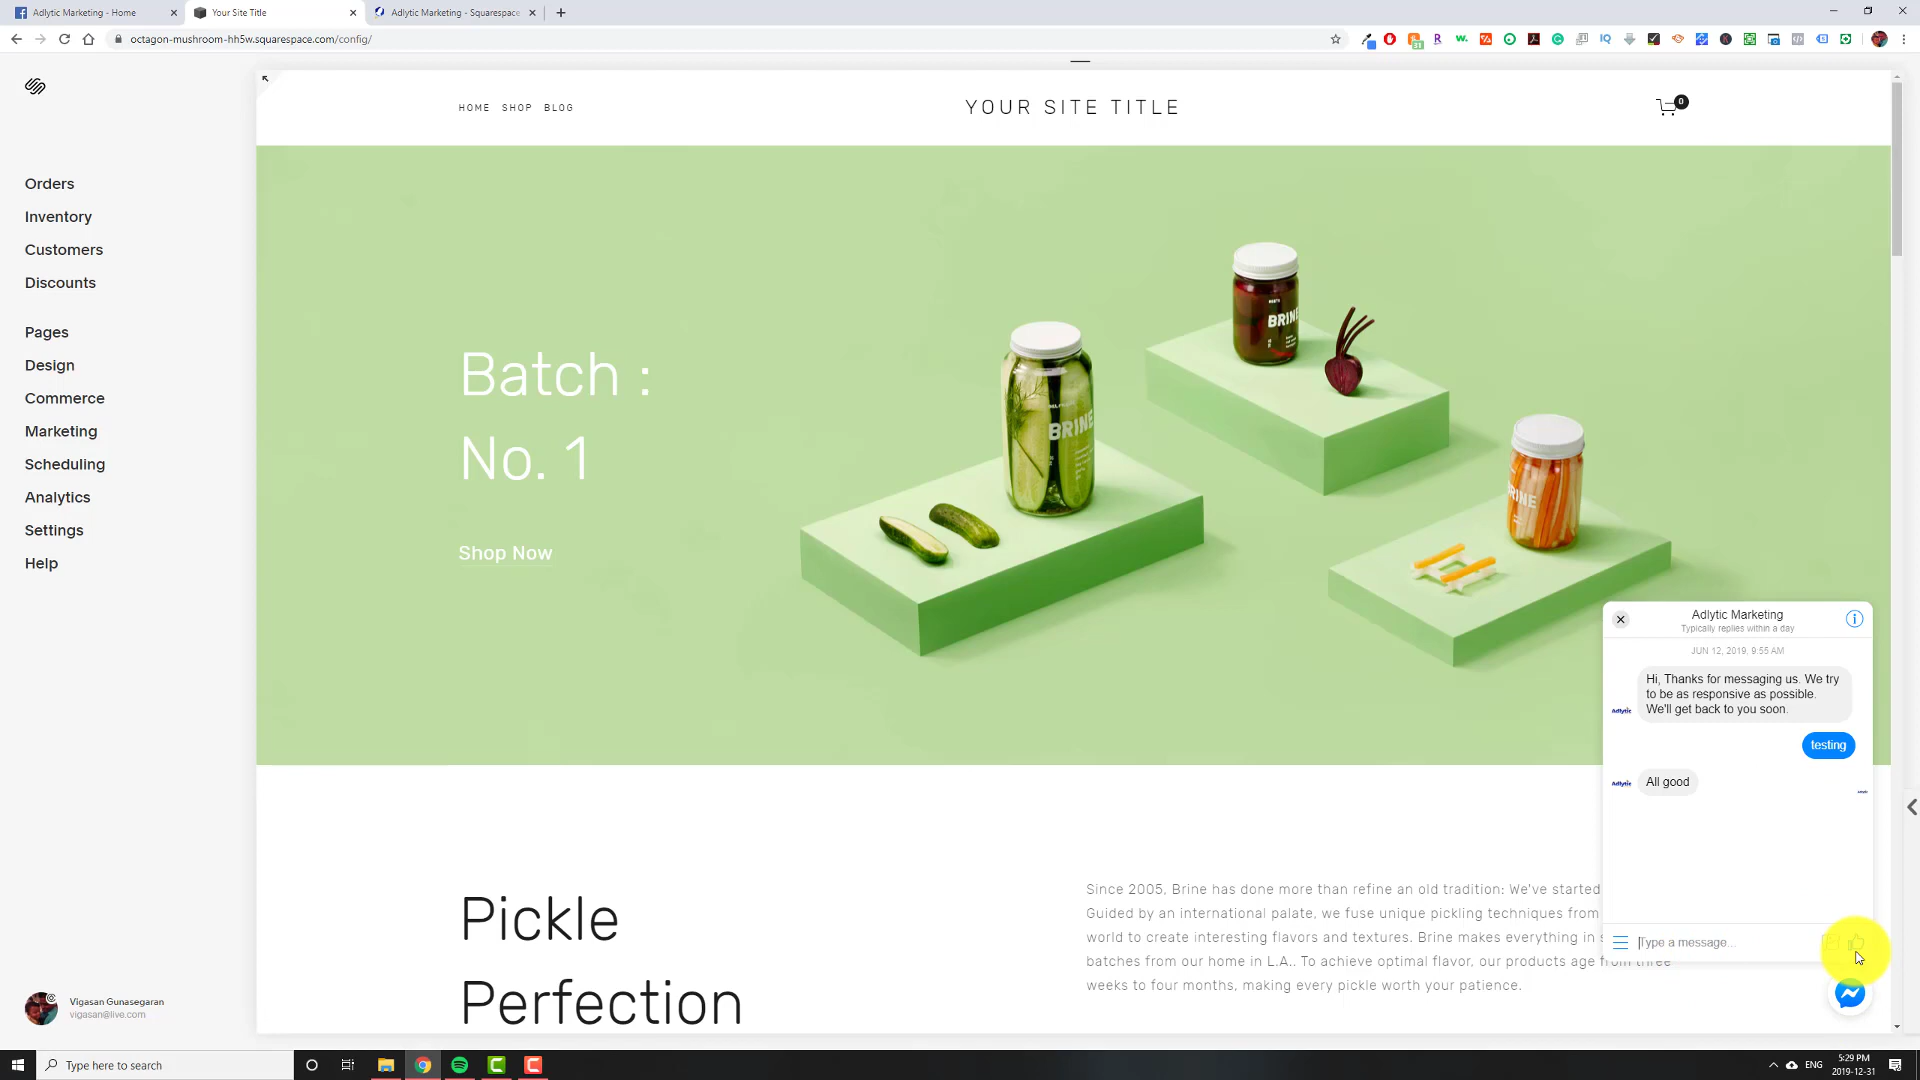 Adlytic Marketing - Home
Your Site Title
Adlytic Marketing - Squarespace
octagon-mushroom-hh5w.squarespace.com/config/
Orders
Inventory
Customers
Discounts
Pages
Design
Commerce
Marketing
Scheduling
Analytics
Settings
Help
Vigasan Gunasegaran
vigasan@live.com
HOME SHOP BLOG
YOUR SITE TITLE
0
Batch :
No. 1
Shop Now
BRINE
BRINE
BRINE
Pickle
Perfection
Since 2005, Brine has done more than refine an old tradition: We've started
Guided by an international palate, we fuse unique pickling techniques from
world to create interesting flavors and textures. Brine makes everything in s
batches from our home in L.A.. To achieve optimal flavor, our products age from three
weeks to four months, making every pickle worth your patience.
Adlytic Marketing
Typically replies within a day
JUN 12, 2019, 9:55 AM
Hi, Thanks for messaging us. We try
to be as responsive as possible.
We'll get back to you soon.
Adlytic
testing
All good
Adlytic
Type a message...
Type here to search
ENG
5:29 PM
2019-12-31